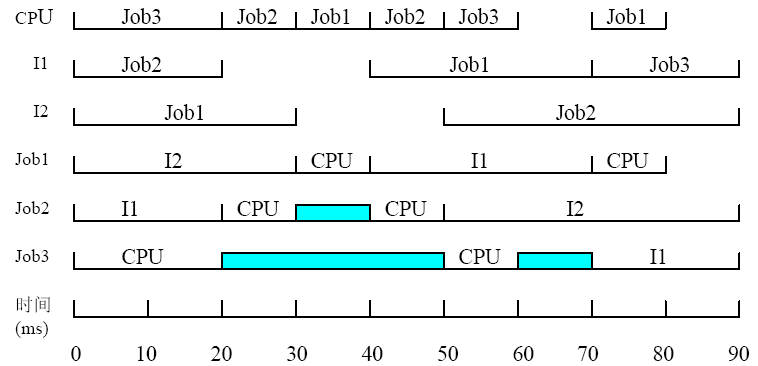 CPU Job3 Job2 Job1 Job2 Job3 Job1
I1 Job2 Job1 Job3
I2 Job1 Job2
Job1 I2 CPU I1 CPU
Job2 I1 CPU CPU I2
Job3 CPU CPU I1
时间
(ms)
0 10 20 30 40 50 60 70 80 90